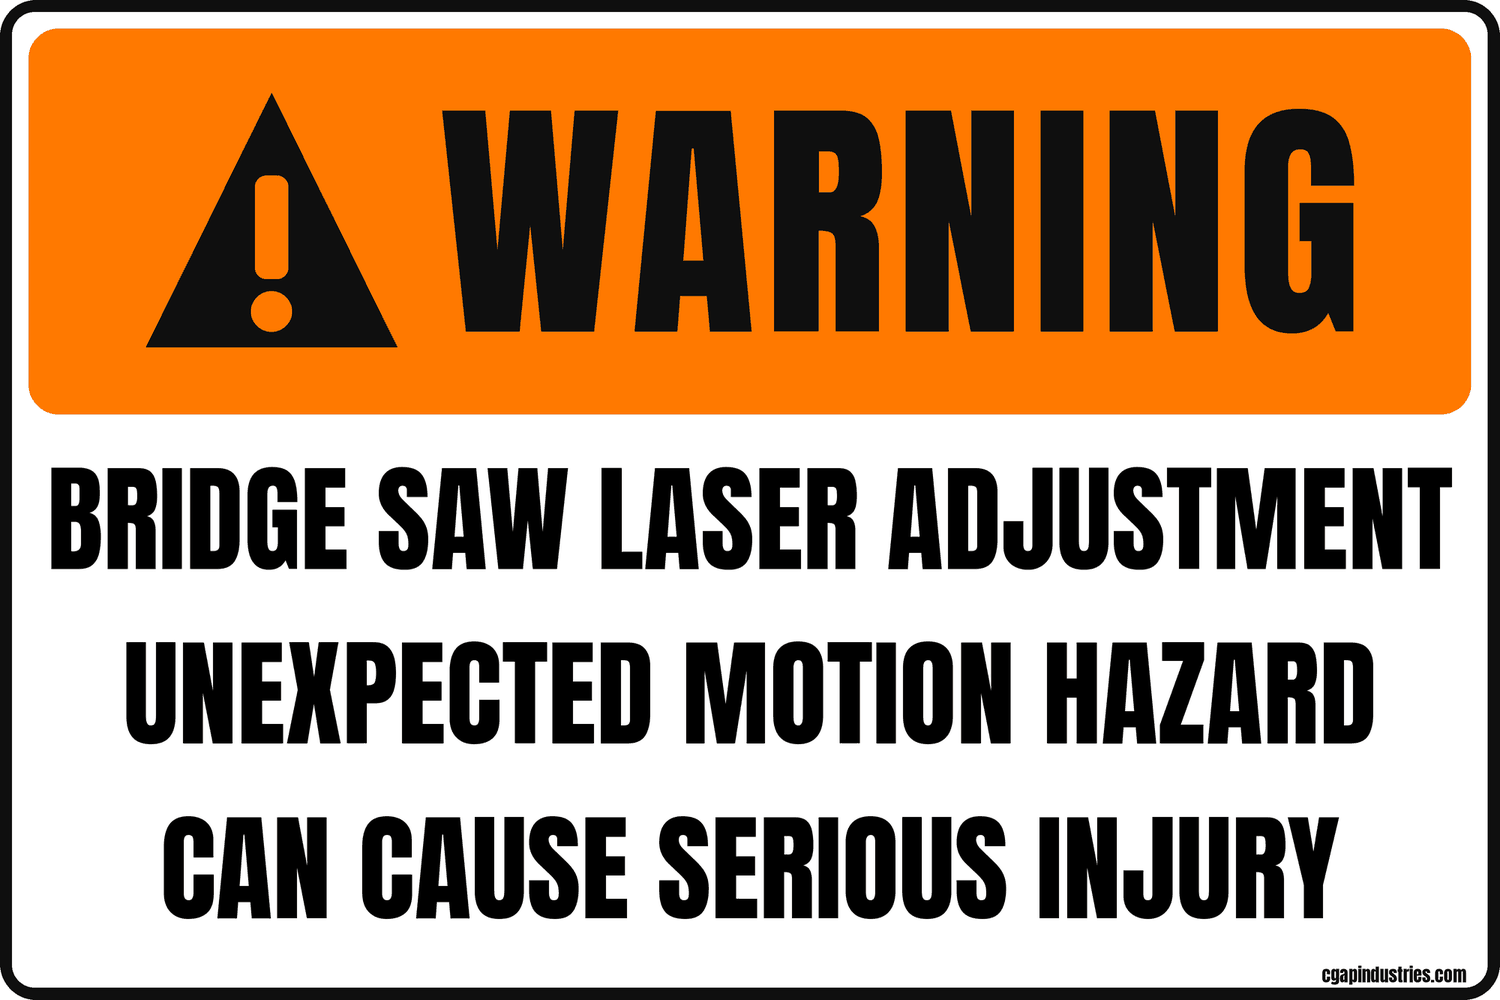 WARNING
BRIDGE SAW LASER ADJUSTMENT
UNEXPECTED MOTION HAZARD
CAN CAUSE SERIOUS INJURY
cgapindustries.com